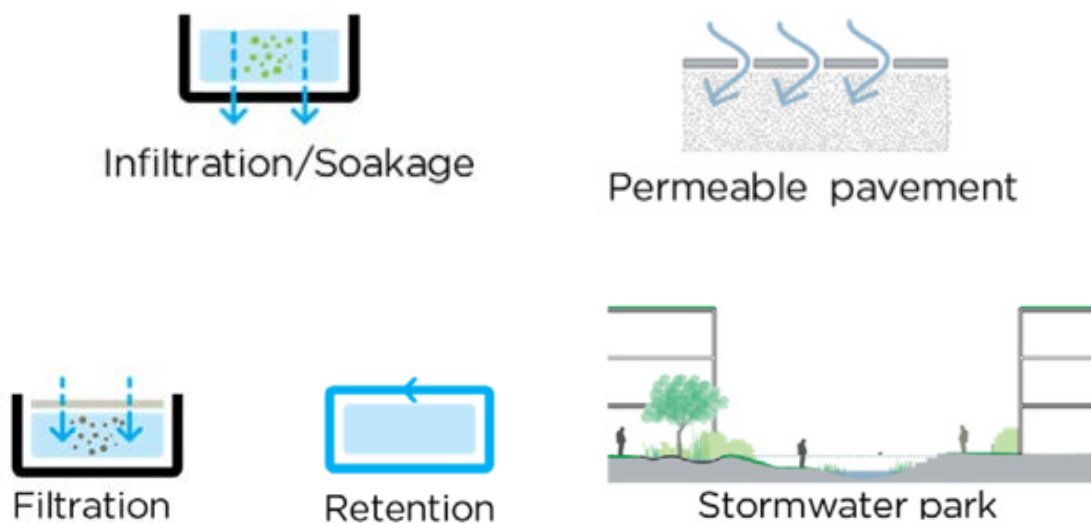 Infiltration/Soakage
Permeable pavement
Filtration
Retention
Stormwater park